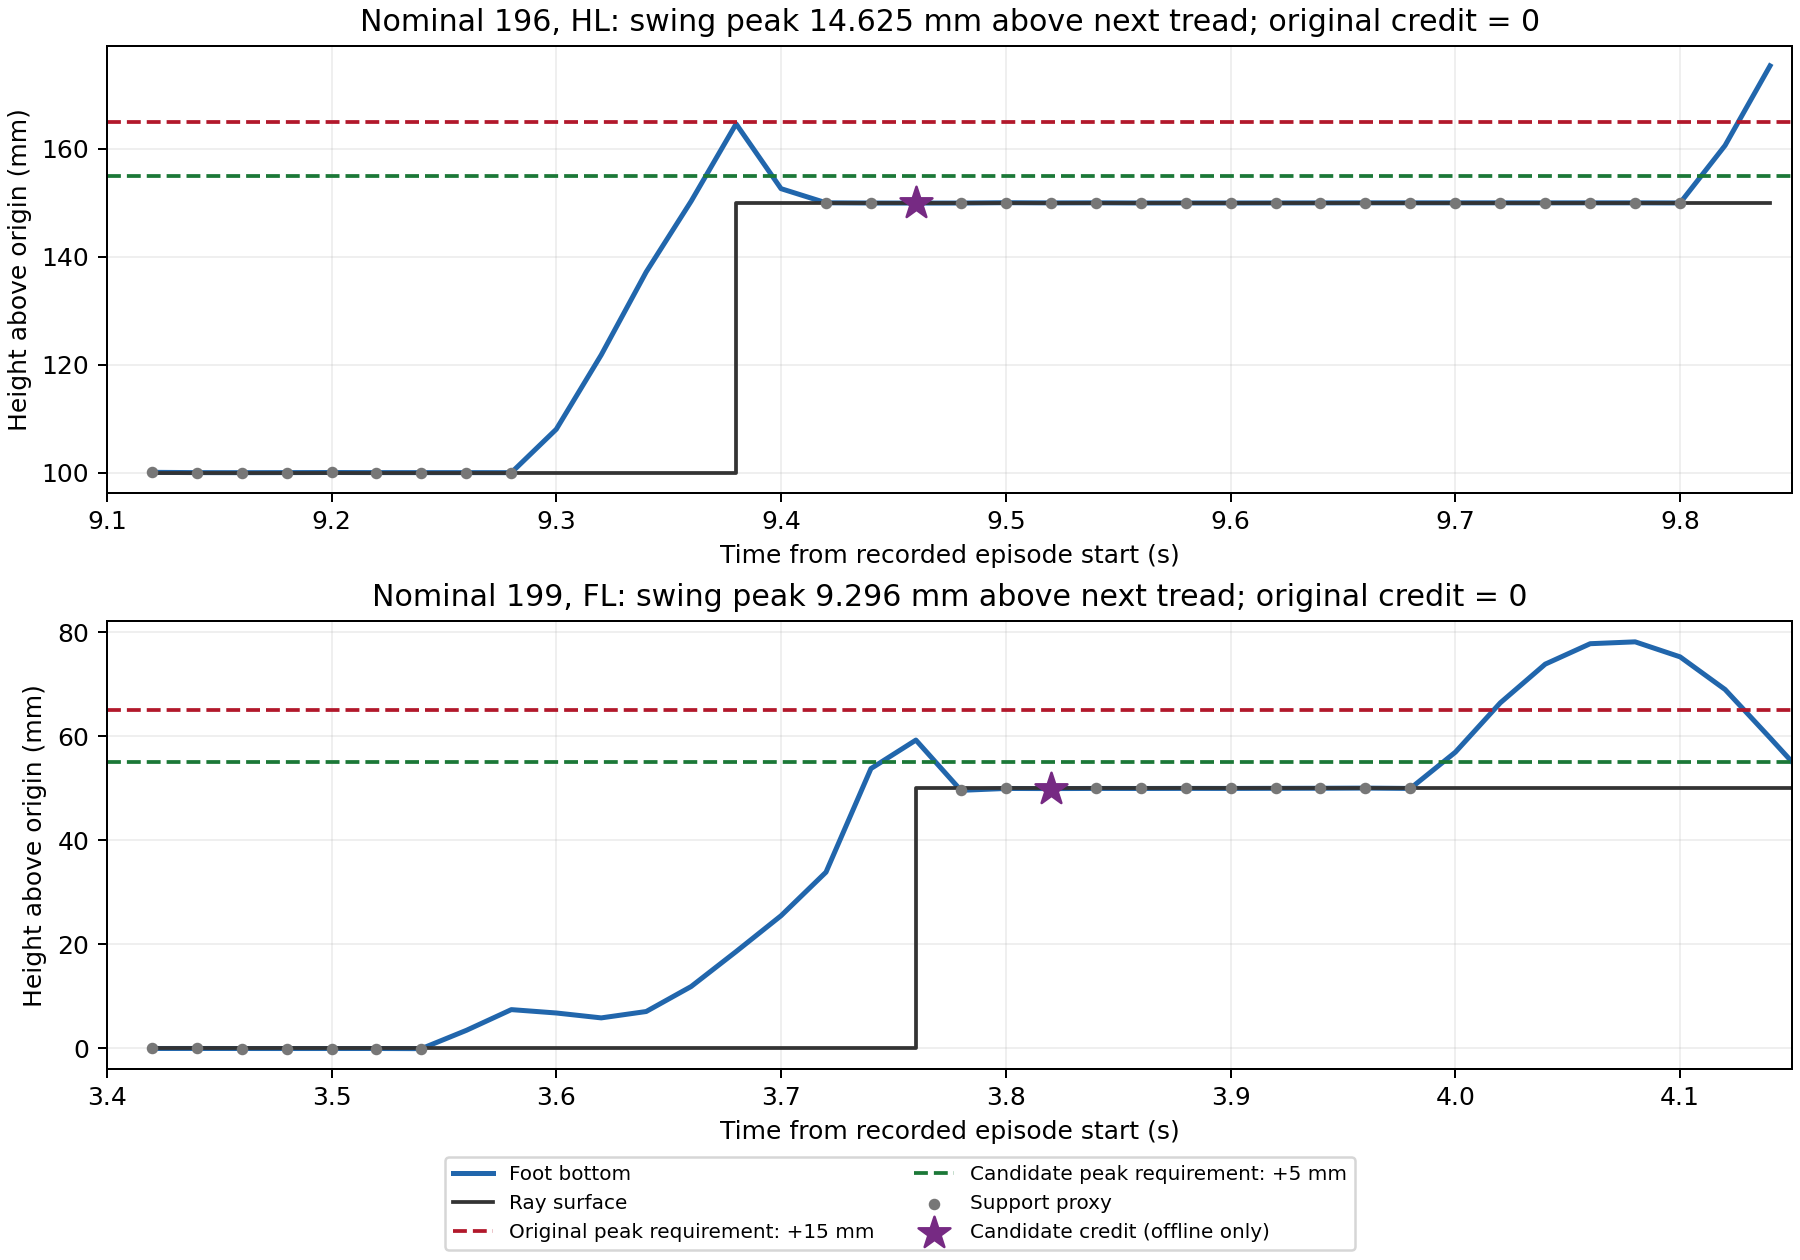 Nominal 196, HL: swing peak 14.625 mm above next tread; original credit = 0
Height above origin (mm)
160
140
120
100
9.1 9.2 9.3 9.4 9.5 9.6 9.7 9.8
Time from recorded episode start (s)
Nominal 199, FL: swing peak 9.296 mm above next tread; original credit = 0
Height above origin (mm)
80
60
40
20
0
3.4 3.5 3.6 3.7 3.8 3.9 4.0 4.1
Time from recorded episode start (s)
Foot bottom
Ray surface
Original peak requirement: +15 mm
Candidate peak requirement: +5 mm
Support proxy
Candidate credit (offline only)